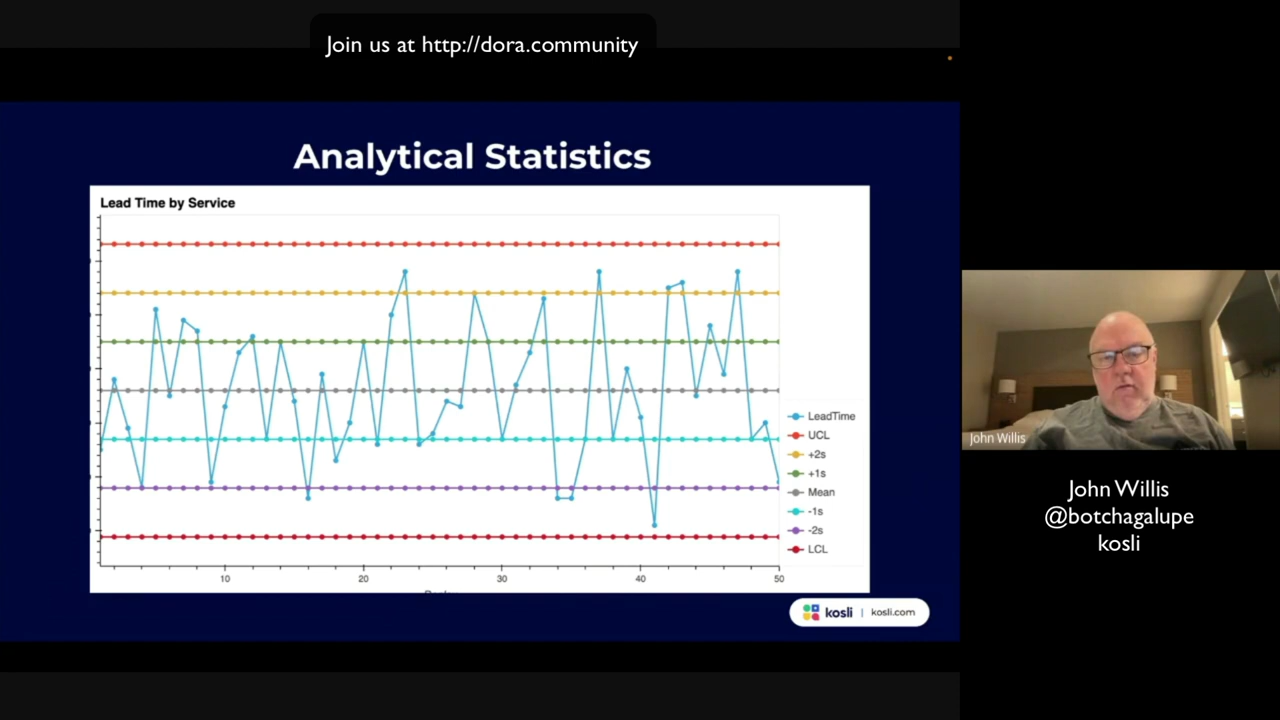 Join us at http://dora.community
Analytical Statistics
Lead Time by Service
LeadTime
UCL
+2s
+1s
Mean
-1s
-2s
LCL
10
20
30
40
50
kosli | kosli.com
John Willis
John Willis
@botchagalupe
kosli